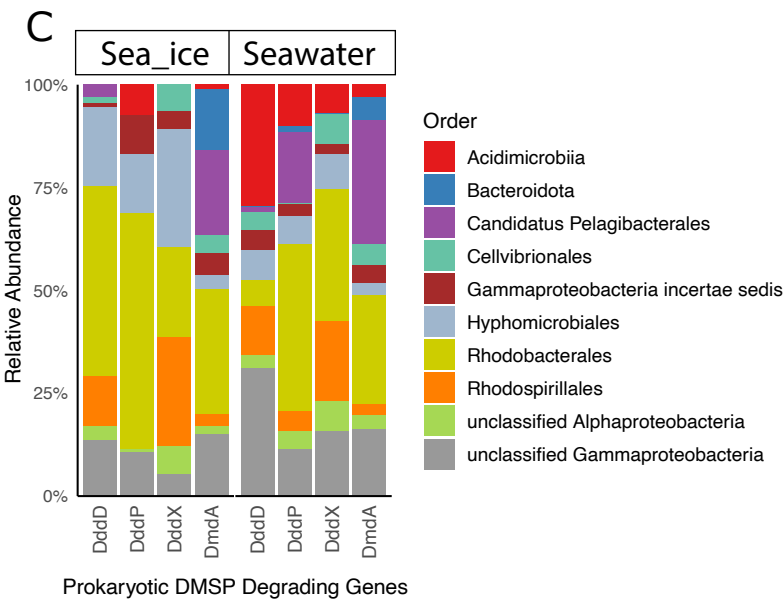 C
Sea_ice Seawater
100%
75%
50%
25%
0%
Relative Abundance
DddD DddP DddX DmdA DddD DddP DddX DmdA
Prokaryotic DMSP Degrading Genes
Order
Acidimicrobiia
Bacteroidota
Candidatus Pelagibacterales
Cellvibrionales
Gammaproteobacteria incertae sedis
Hyphomicrobiales
Rhodobacterales
Rhodospirillales
unclassified Alphaproteobacteria
unclassified Gammaproteobacteria